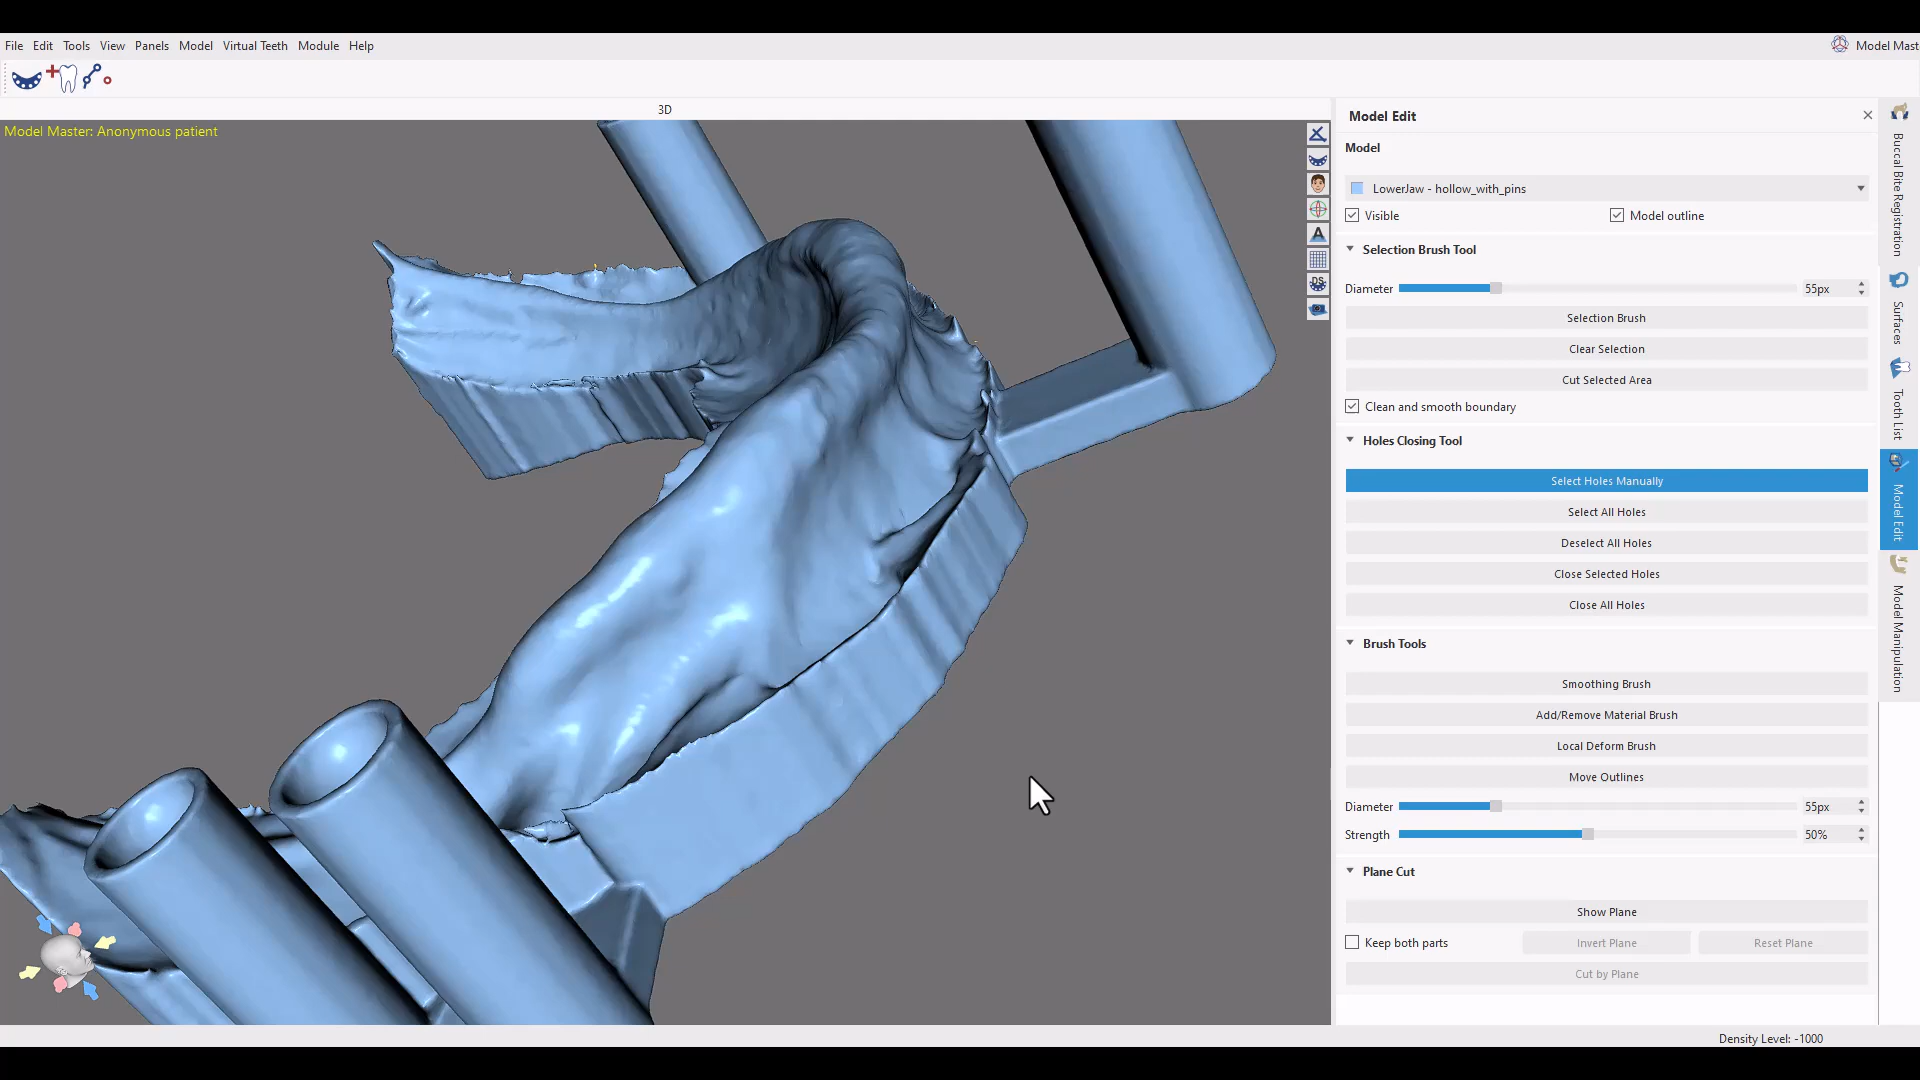 File Edit Tools View Panels Model Virtual Teeth Module Help
Model Mast
3D
Model Master: Anonymous patient
A
DS
Model Edit
Model
LowerJaw - hollow_with_pins
Visible
Model outline
Selection Brush Tool
Diameter 55px
Selection Brush
Clear Selection
Cut Selected Area
Clean and smooth boundary
Holes Closing Tool
Select Holes Manually
Select All Holes
Deselect All Holes
Close Selected Holes
Close All Holes
Brush Tools
Smoothing Brush
Add/Remove Material Brush
Local Deform Brush
Move Outlines
Diameter 55px
Strength 50%
Plane Cut
Show Plane
Keep both parts
Invert Plane
Reset Plane
Cut by Plane
Buccal Bite Registration
Surfaces
Tooth List
Model Edit
Model Manipulation
Density Level: -1000